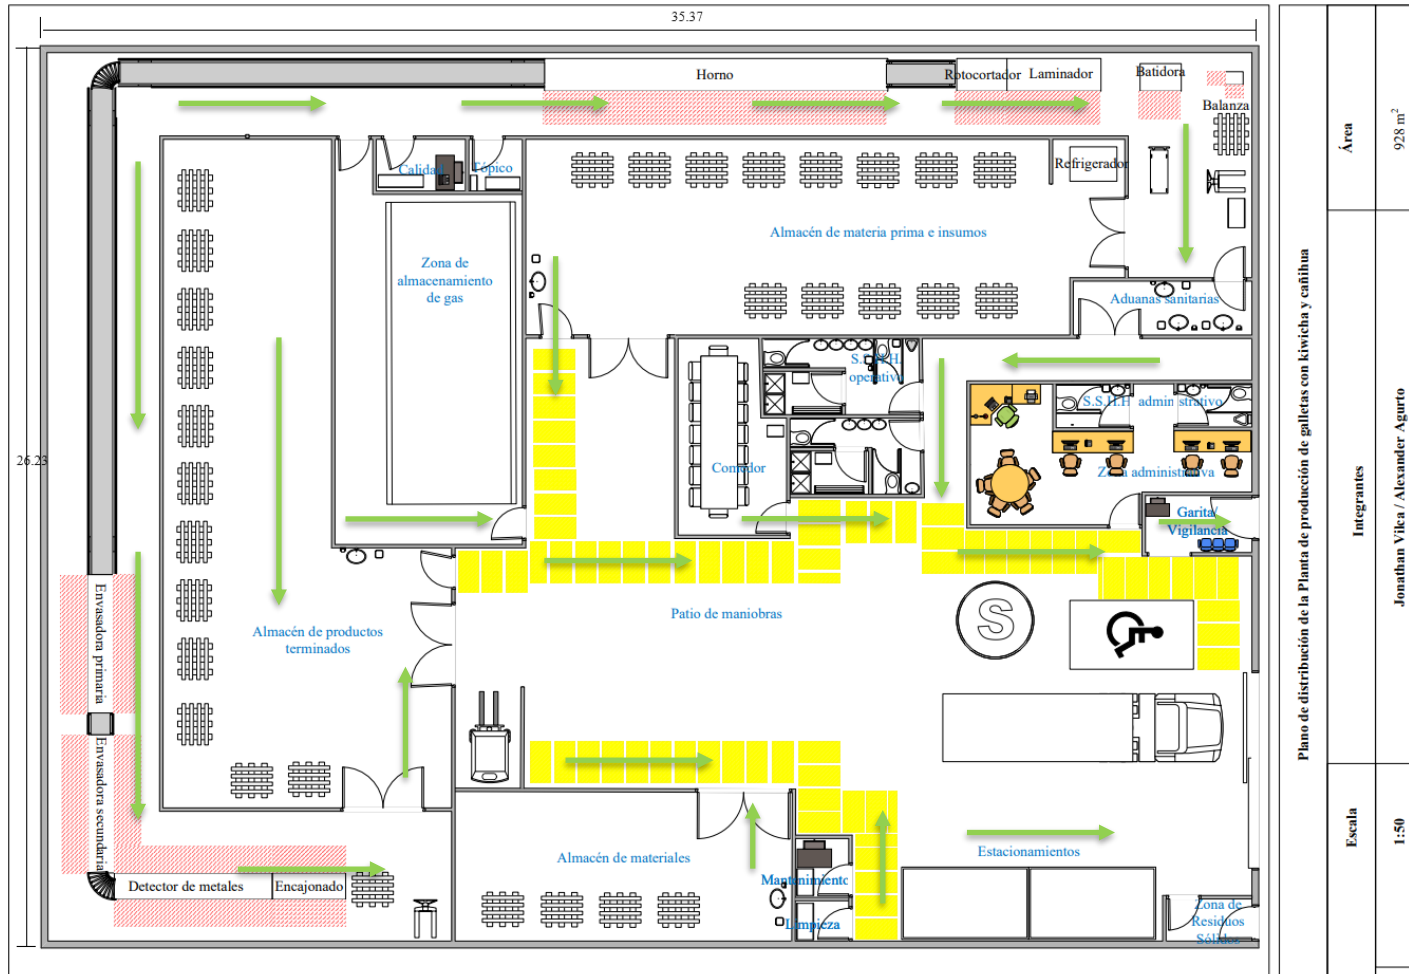 35.37
26.23
Horno
Rotocortador
Laminador
Batidora
Balanza
Calidad
Tópico
Refrigerador
Almacén de materia prima e insumos
Zona de
almacenamiento
de gas
Aduanas sanitarias
S.S.H.H.
operativo
S.S.H.H administrativo
Comedor
Zona administrativa
Garita/
Vigilancia
Patio de maniobras
S
Almacén de productos
terminados
Envasadora primaria
Envasadora secundaria
Detector de metales
Encajonado
Almacén de materiales
Mantenimiento
Limpieza
Estacionamientos
Zona de
Residuos
Sólidos
Plano de distribución de la Planta de producción de galletas con kiwicha y cañihua
Área
928 m²
Integrantes
Jonathan Vilca / Alexander Agurto
Escala
1:50